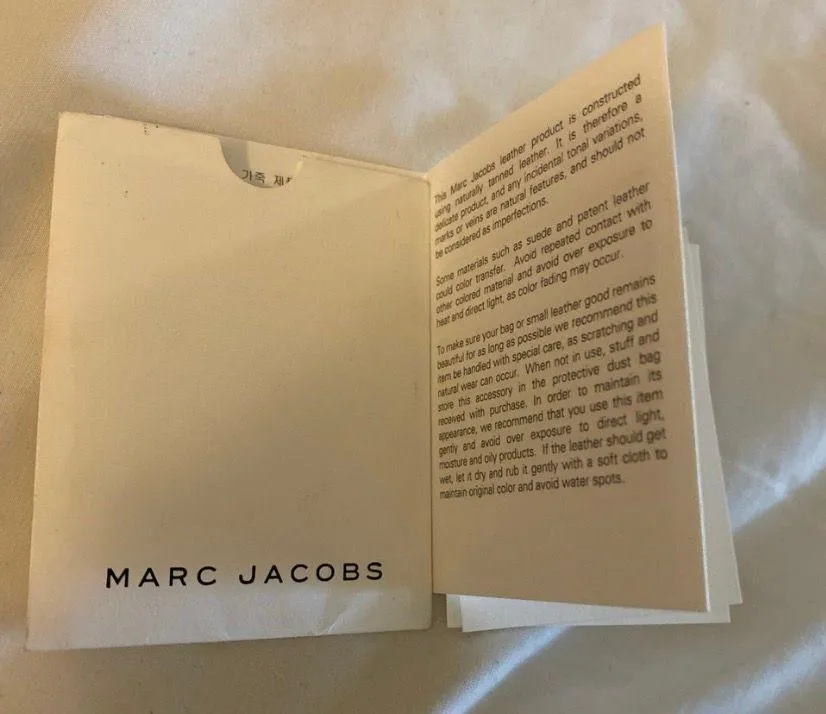 가죽 제
MARC JACOBS
This Marc Jacobs leather product is constructed
using naturally tanned leather. It is therefore a
delicate product, and any incidental tonal variations,
marks or veins are natural features, and should not
be considered as imperfections.
Some materials such as suede and patent leather
could color transfer. Avoid repeated contact with
other colored material and avoid over exposure to
heat and direct light, as color fading may occur.
To make sure your bag or small leather good remains
beautiful for as long as possible we recommend this
item be handled with special care, as scratching and
natural wear can occur. When not in use, stuff and
store this accessory in the protective dust bag
received with purchase. In order to maintain its
appearance, we recommend that you use this item
gently and avoid over exposure to direct light,
moisture and oily products. If the leather should get
wet, let it dry and rub it gently with a soft cloth to
maintain original color and avoid water spots.